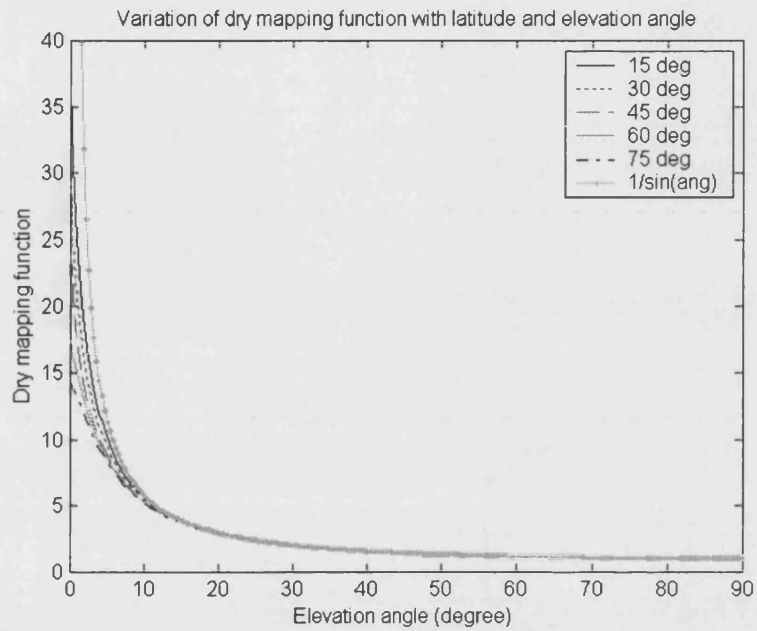 Variation of dry mapping function with latitude and elevation angle
40
35
30
25
20
15
10
5
0
Dry mapping function
15 deg
30 deg
45 deg
60 deg
75 deg
1/sin(ang)
0 10 20 30 40 50 60 70 80 90
Elevation angle (degree)